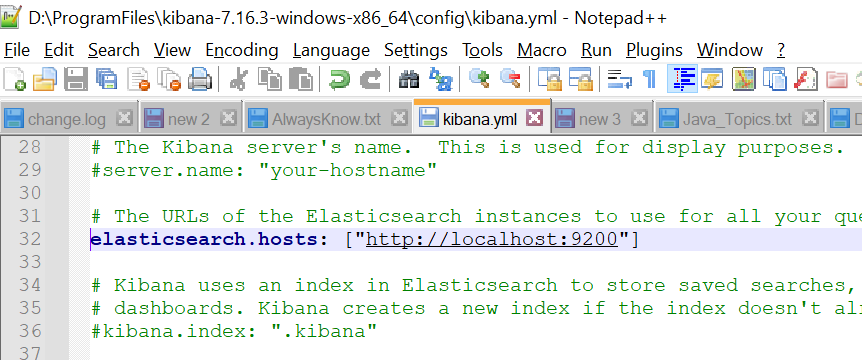 D:\ProgramFiles\kibana-7.16.3-windows-x86_64\config\kibana.yml - Notepad++
File Edit Search View Encoding Language Settings Tools Macro Run Plugins Window ?
change.log new 2 AlwaysKnow.txt kibana.yml new 3 Java_Topics.txt
28 # The Kibana server's name.  This is used for display purposes.
29 #server.name: "your-hostname"
30
31 # The URLs of the Elasticsearch instances to use for all your que
32 elasticsearch.hosts: ["http://localhost:9200"]
33
34 # Kibana uses an index in Elasticsearch to store saved searches,
35 # dashboards. Kibana creates a new index if the index doesn't al
36 #kibana.index: ".kibana"
37